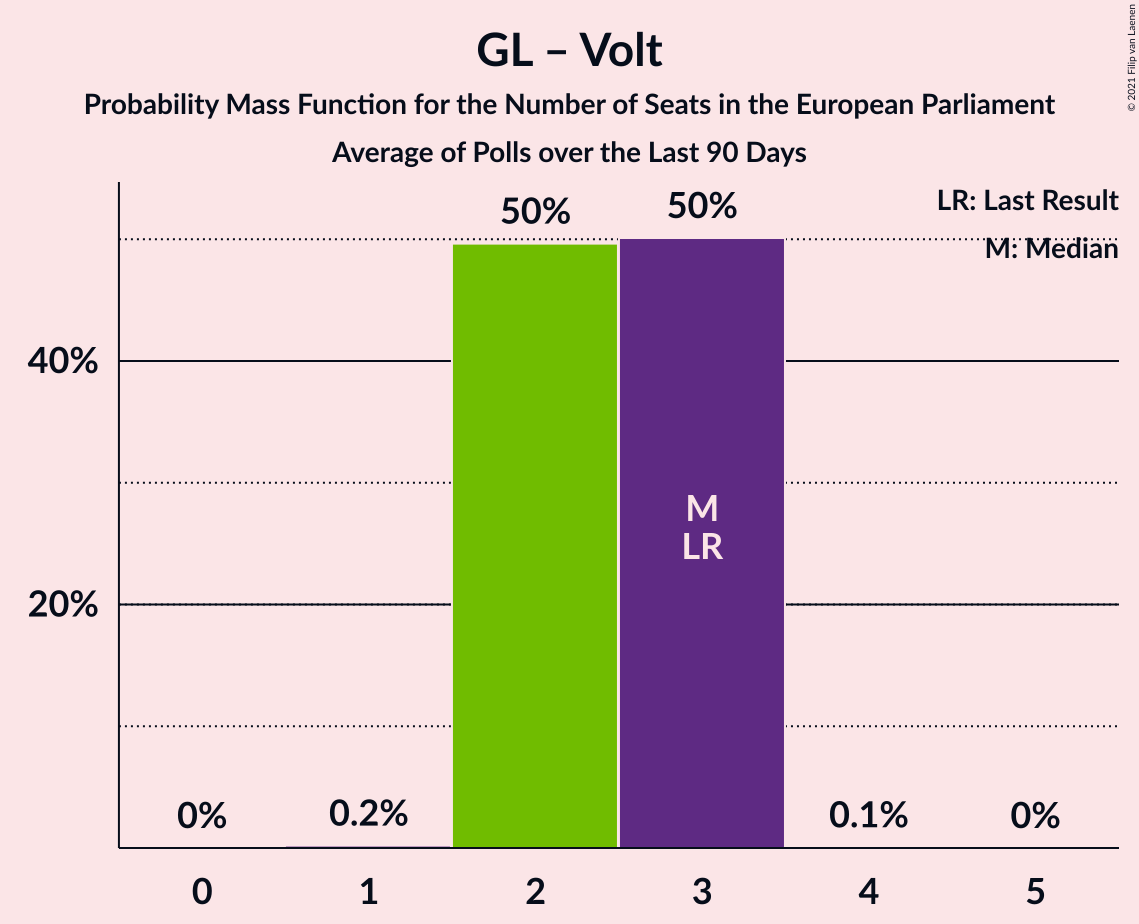 GL – Volt
Probability Mass Function for the Number of Seats in the European Parliament
Average of Polls over the Last 90 Days
© 2021 Filip van Laenen
LR: Last Result
M: Median
50%
50%
40%
20%
M
LR
0%
0.2%
0.1%
0%
0 1 2 3 4 5